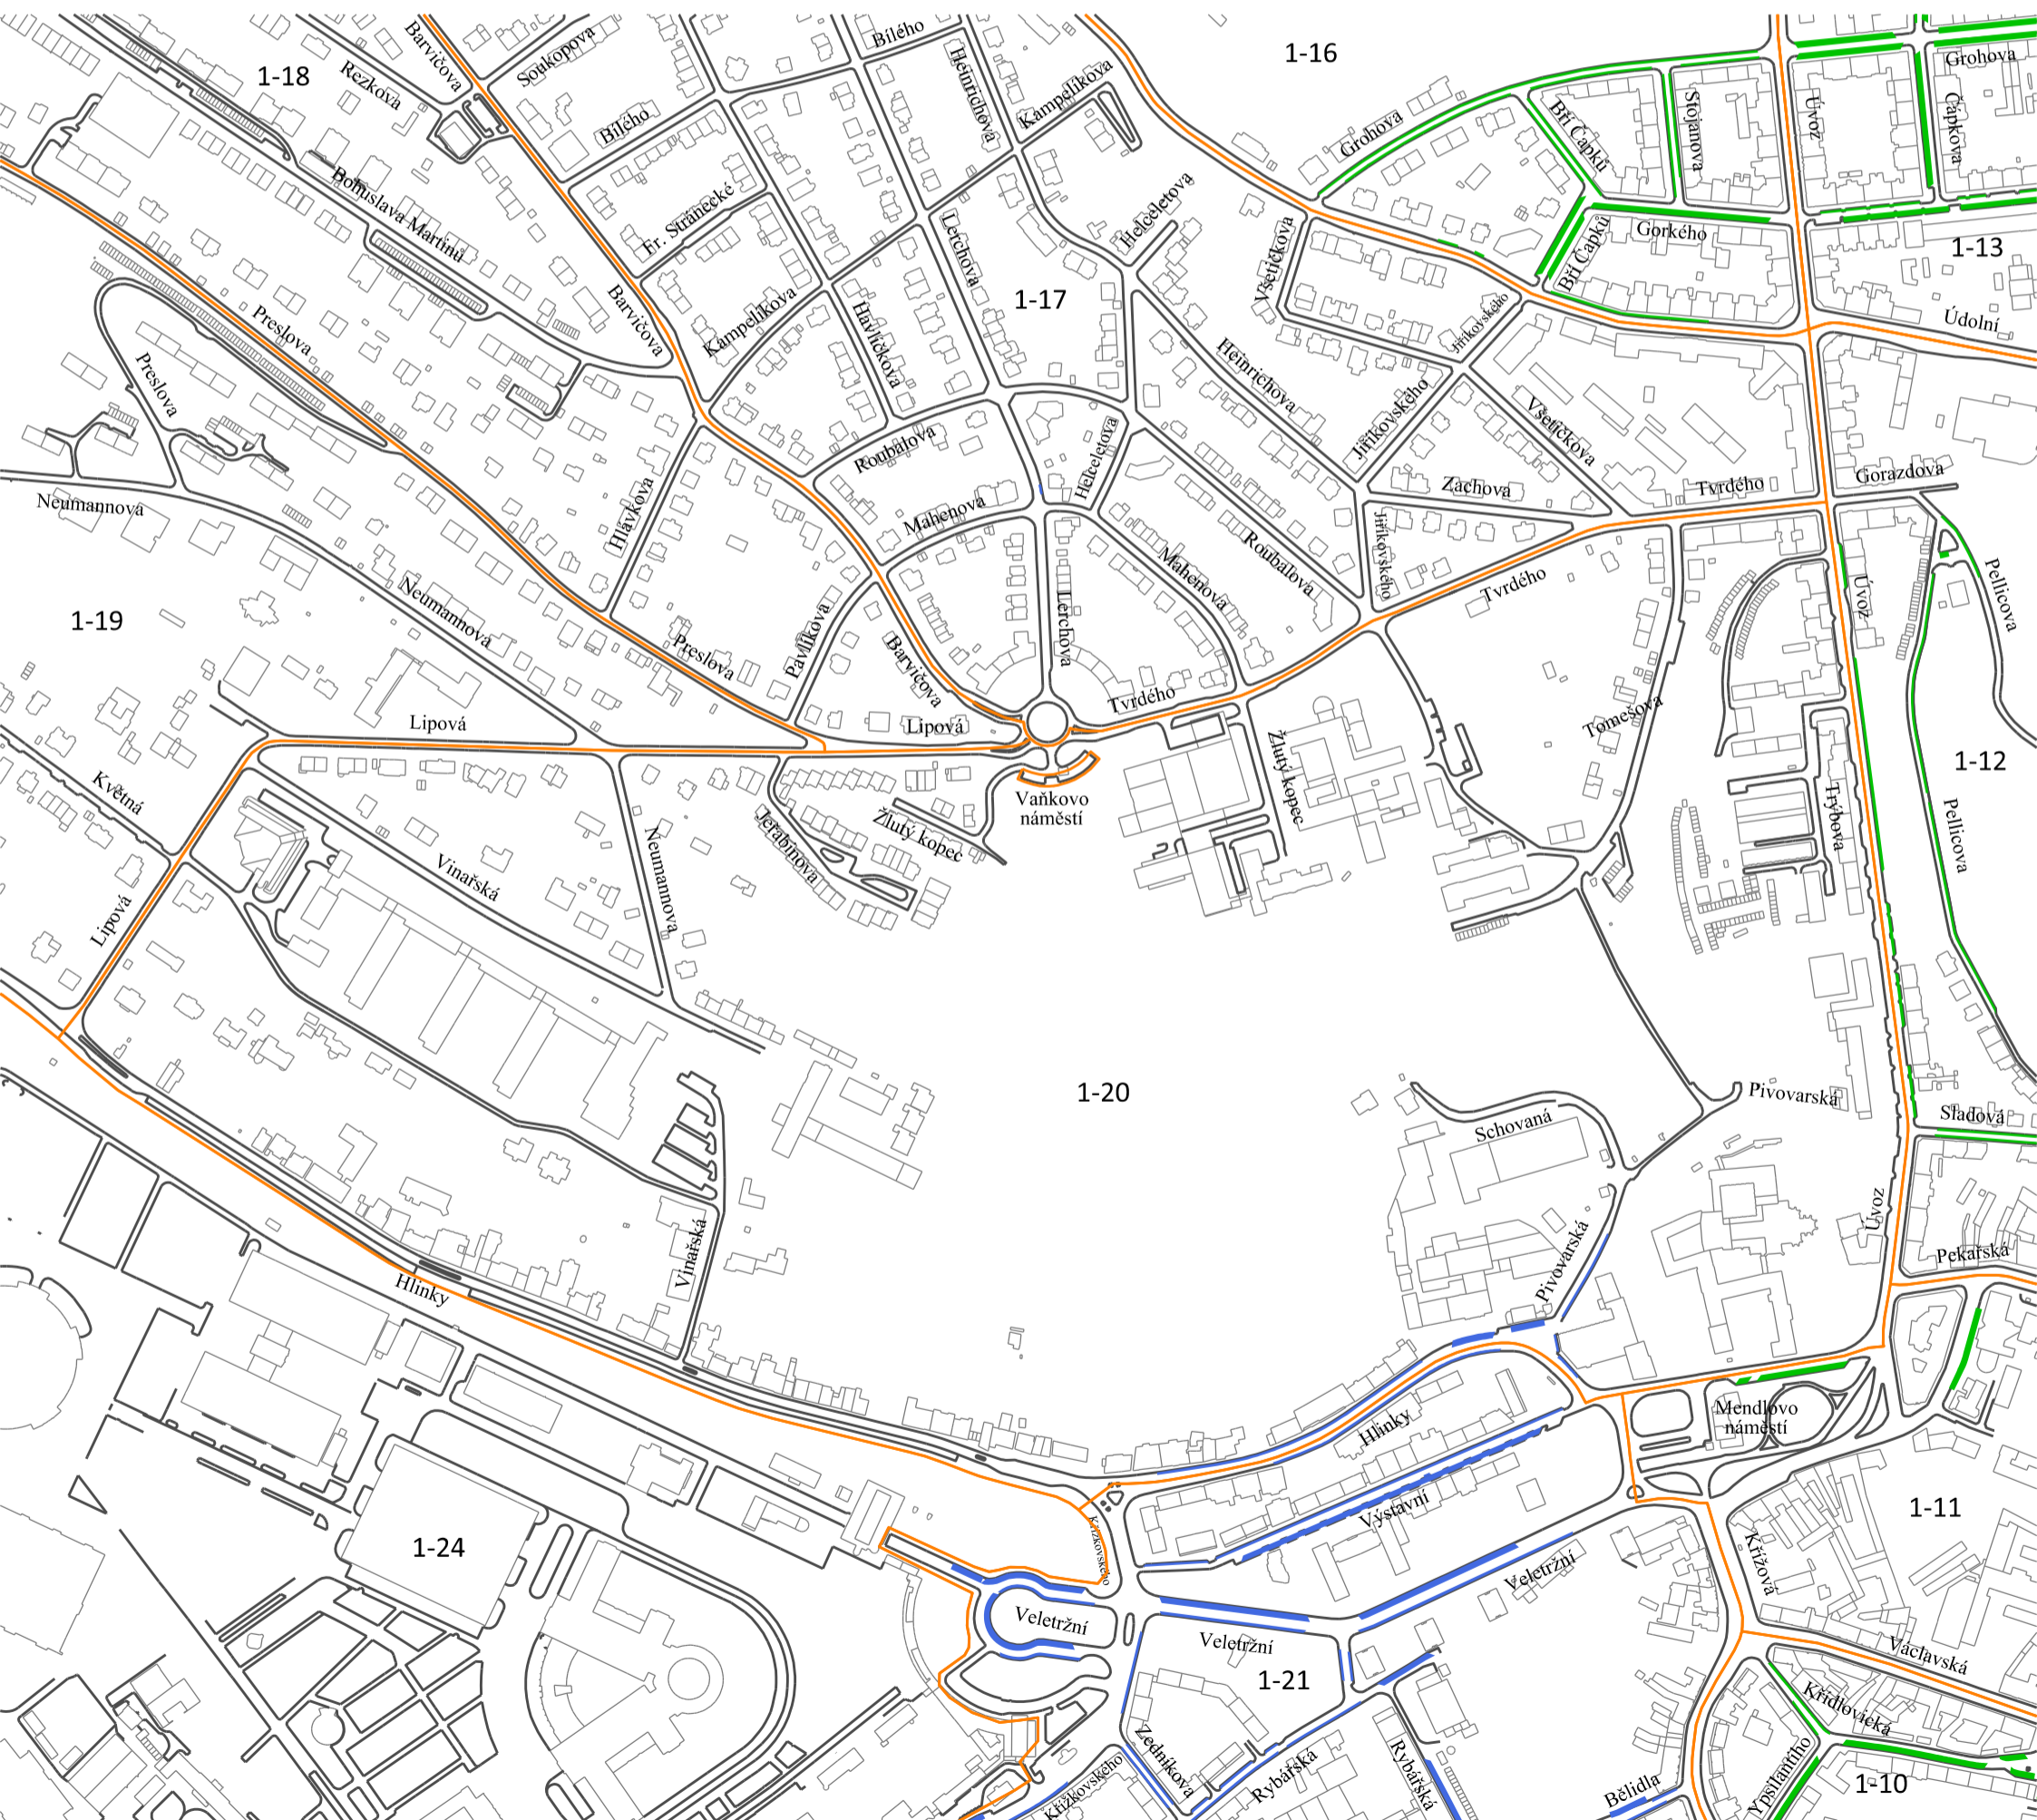 1-16
Bílého
Barvičova
Soukopova
Grohova
1-18
Rezkova
Heinrichova
Kampelíkova
Bílého
Grohova
Bří Čapků
Stojanova
Úvoz
Čápkova
Bohuslava Martinů
Fr. Stránecké
Helceletova
Lerchova
Všetičkova
Bří Čapků
Gorkého
1-13
1-17
Preslova
Barvičova
Kampelíkova
Havlíčkova
Jiříkovského
Údolní
Preslova
Heinrichova
Jiříkovského
Všetičkova
Roubalova
Helceletova
Neumannová
Hlávkova
Mahenova
Zachova
Tvrdého
Gorazdova
Jiříkovského
Roubalova
Mahenova
Tvrdého
Úvoz
Pellicova
1-19
Neumannova
Preslova
Pavlíkova
Barvičova
Lerchova
Lipová
Lipová
Tvrdého
Tomešova
Žlutý kopec
1-12
Květná
Vaňkovo
náměstí
Jeřabinova
Žlutý kopec
Trýbova
Pellicova
Vinařská
Neumannova
Lipová
1-20
Pivovarská
Schovaná
Sladová
Vinařská
Pivovarská
Úvoz
Pekařská
Hlinky
Hlinky
Mendlovo
náměstí
Výstavní
1-24
Křížkovského
Veletržní
Křížová
1-11
Veletržní
Veletržní
1-21
Václavská
Křídlovická
Zedníkova
Rybářská
Rybářská
Křížkovského
Bělidla
Ypsilantiho
1-10